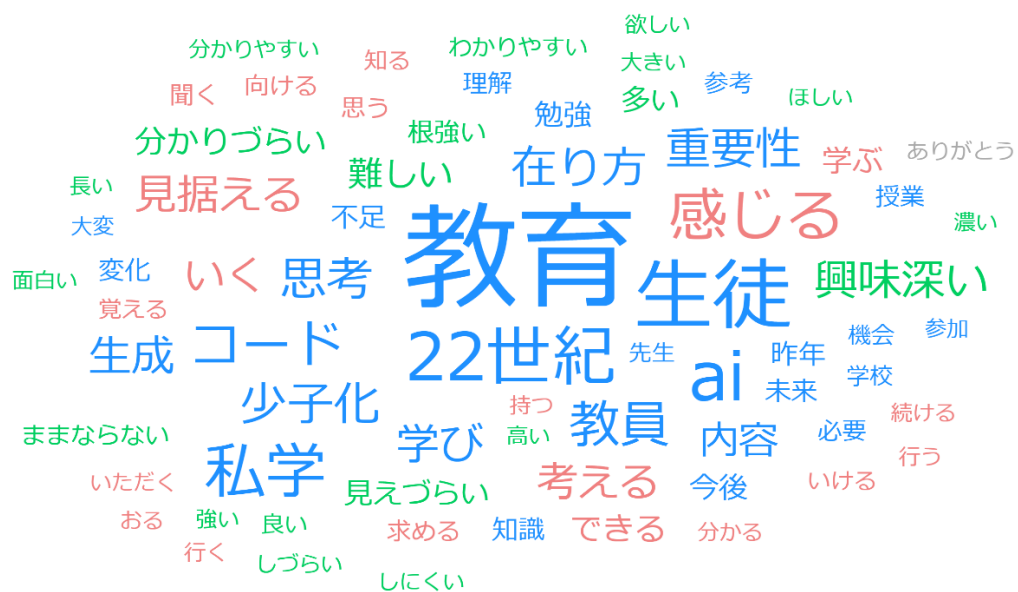 欲しい
分かりやすい
わかりやすい
知る
大きい
理解
参考
聞く
向ける
思う
多い
ほしい
勉強
分かりづらい
根強い
重要性
ありがとう
難しい
在り方
学ぶ
長い
見据える
感じる
授業
大変
不足
教育
濃い
面白い
変化
いく
思考
生徒
興味深い
覚える
生成
コード
22世紀
先生
ai
昨年
機会
参加
未来
学校
少子化
持つ
教員
続ける
ままならない
学び
高い
内容
必要
行う
私学
いただく
見えづらい
考える
今後
いける
おる
強い
良い
求める
知識
できる
分かる
行く
しづらい
しにくい